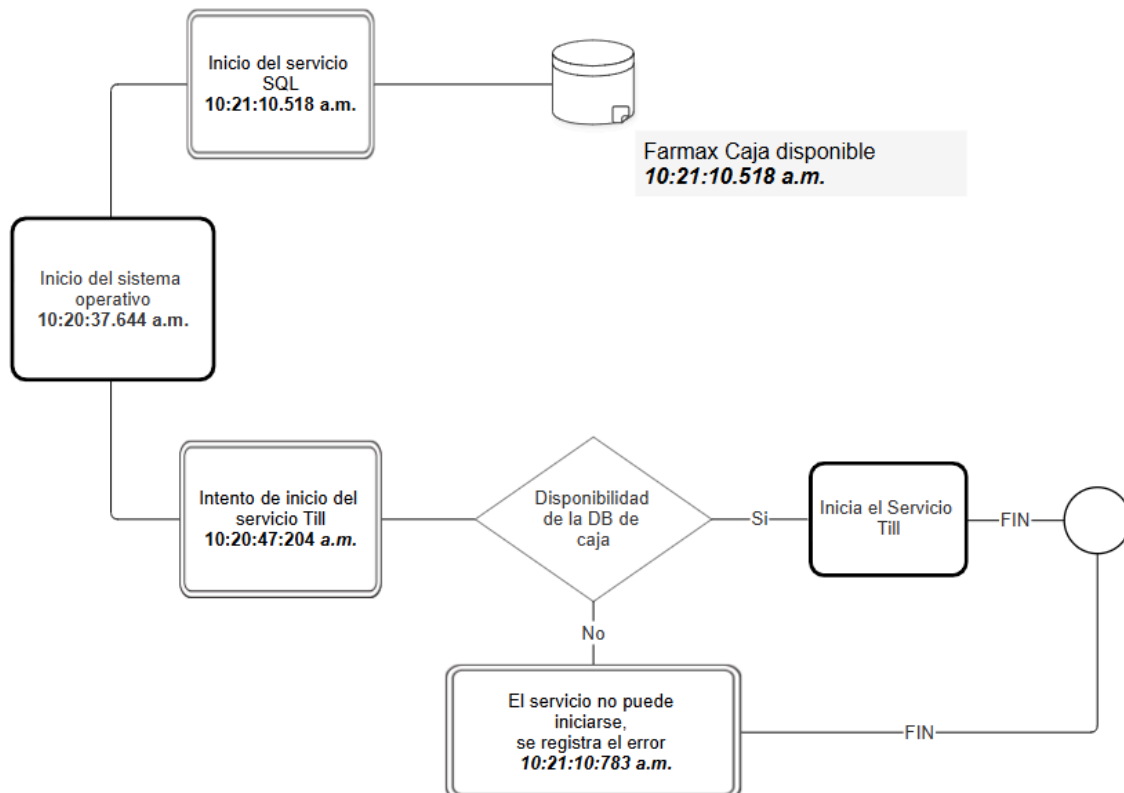 Inicio del servicio
SQL
10:21:10.518 a.m.
Farmax Caja disponible
10:21:10.518 a.m.
Inicio del sistema
operativo
10:20:37.644 a.m.
Intento de inicio del
servicio Till
10:20:47:204 a.m.
Disponibilidad
de la DB de
caja
Si
Inicia el Servicio
Till
FIN
No
El servicio no puede
iniciarse,
se registra el error
10:21:10:783 a.m.
FIN